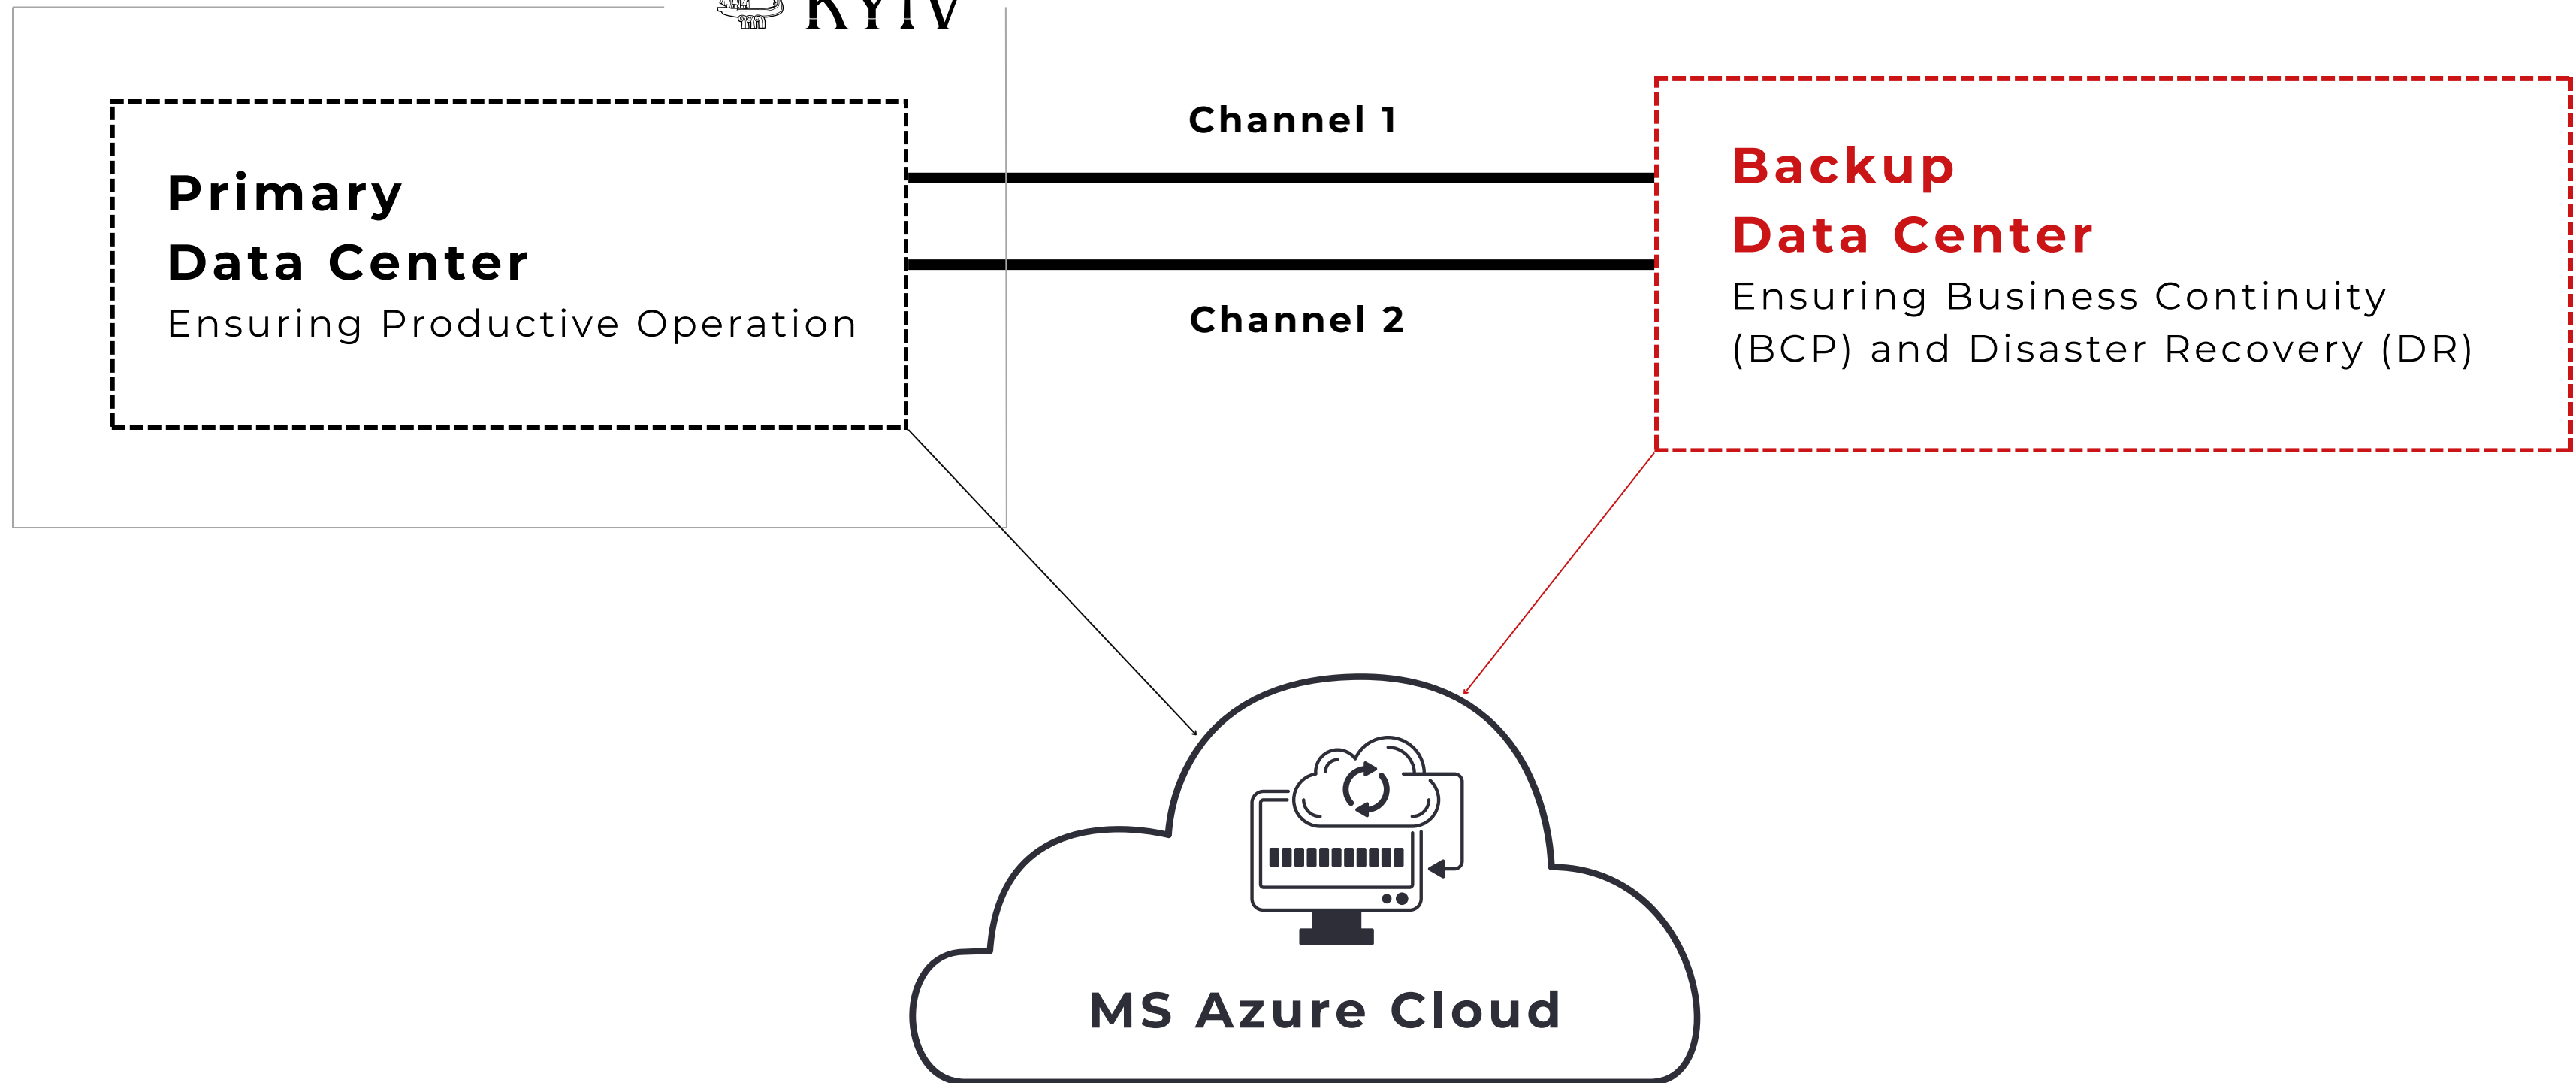 KYIV
Channel 1
Primary
Data Center
Ensuring Productive Operation
Channel 2
Backup
Data Center
Ensuring Business Continuity
(BCP) and Disaster Recovery (DR)
MS Azure Cloud